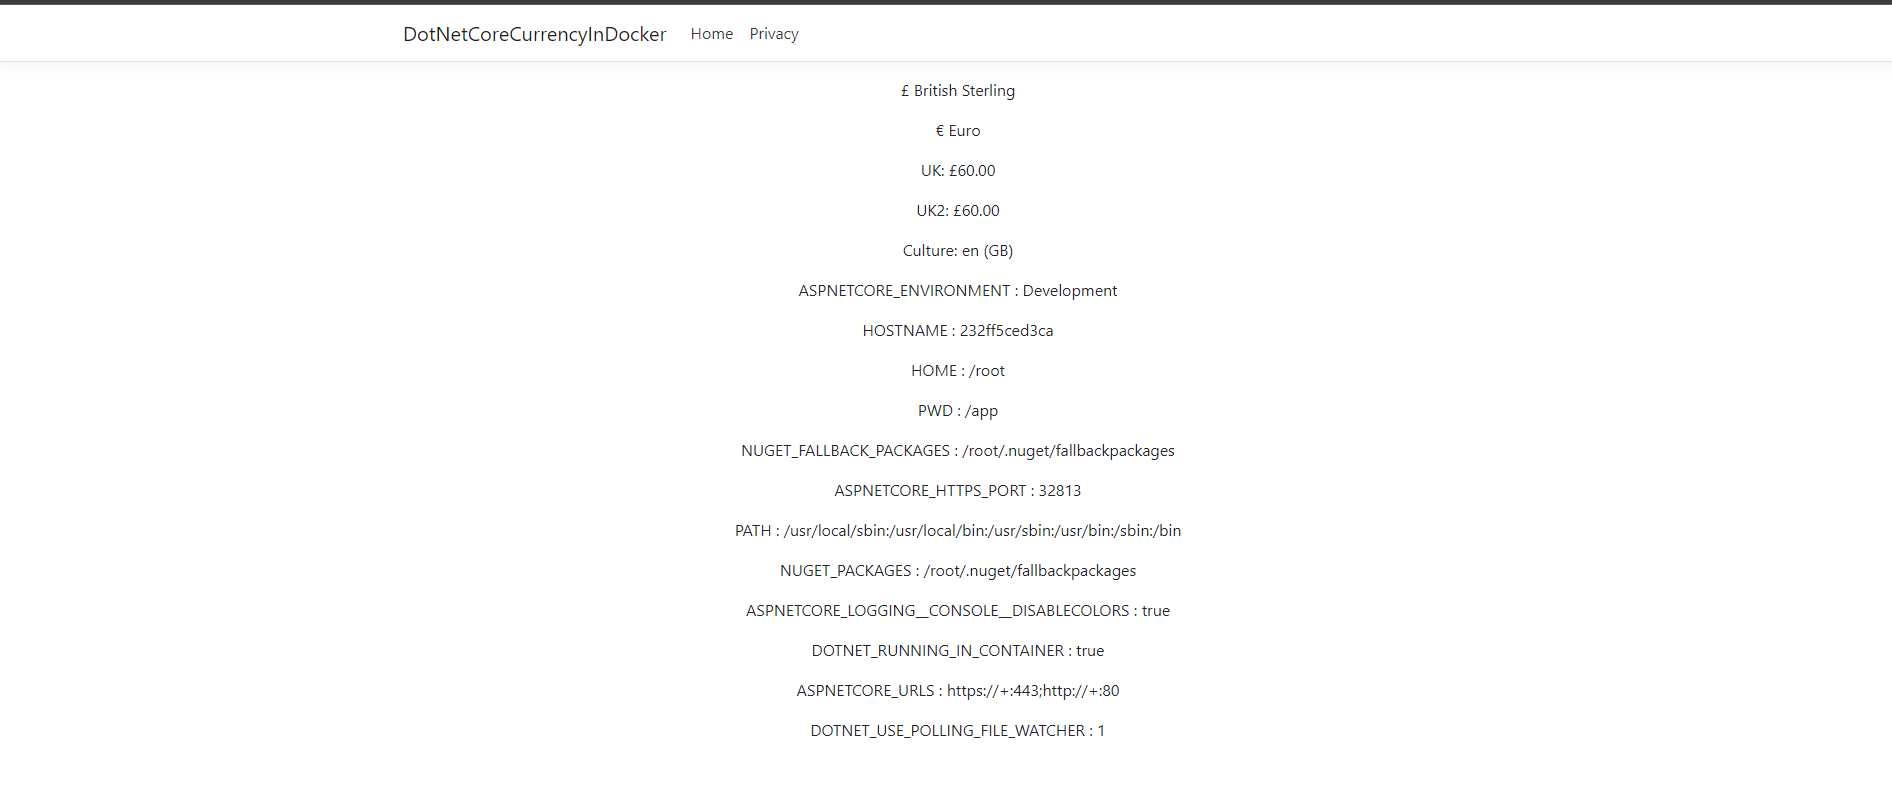 DotNetCoreCurrencyInDocker Home Privacy
£ British Sterling
€ Euro
UK: £60.00
UK2: £60.00
Culture: en (GB)
ASPNETCORE_ENVIRONMENT : Development
HOSTNAME : 232ff5ced3ca
HOME : /root
PWD : /app
NUGET_FALLBACK_PACKAGES : /root/.nuget/fallbackpackages
ASPNETCORE_HTTPS_PORT : 32813
PATH : /usr/local/sbin:/usr/local/bin:/usr/sbin:/usr/bin:/sbin:/bin
NUGET_PACKAGES : /root/.nuget/fallbackpackages
ASPNETCORE_LOGGING__CONSOLE__DISABLECOLORS : true
DOTNET_RUNNING_IN_CONTAINER : true
ASPNETCORE_URLS : https://+:443;http://+:80
DOTNET_USE_POLLING_FILE_WATCHER : 1